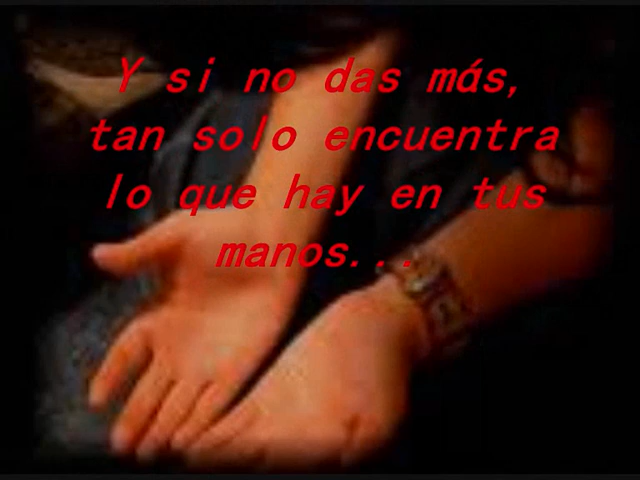 Y si no das más,
tan solo encuentra
lo que hay en tus
manos...